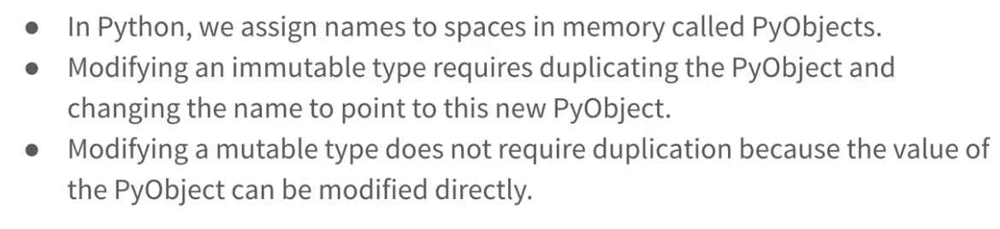 ● In Python, we assign names to spaces in memory called PyObjects.
● Modifying an immutable type requires duplicating the PyObject and
changing the name to point to this new PyObject.
● Modifying a mutable type does not require duplication because the value of
the PyObject can be modified directly.